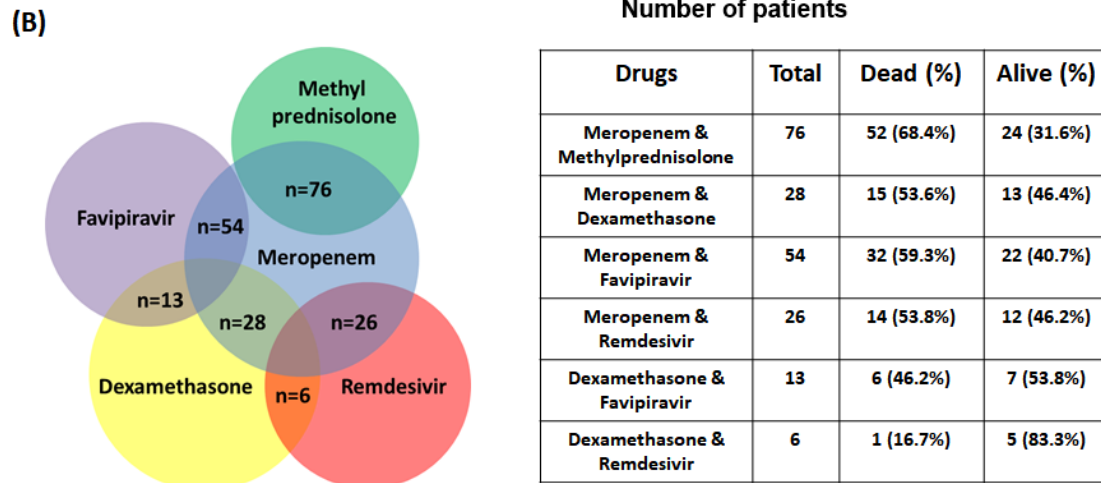 (B)
Methyl
prednisolone
n=76
Favipiravir
n=54
Meropenem
n=13
n=28
n=26
Dexamethasone
n=6
Remdesivir
Number of patients
Drugs Total Dead (%) Alive (%)
Meropenem &
Methylprednisolone
76 52 (68.4%) 24 (31.6%)
Meropenem &
Dexamethasone
28 15 (53.6%) 13 (46.4%)
Meropenem &
Favipiravir
54 32 (59.3%) 22 (40.7%)
Meropenem &
Remdesivir
26 14 (53.8%) 12 (46.2%)
Dexamethasone &
Favipiravir
13 6 (46.2%) 7 (53.8%)
Dexamethasone &
Remdesivir
6 1 (16.7%) 5 (83.3%)